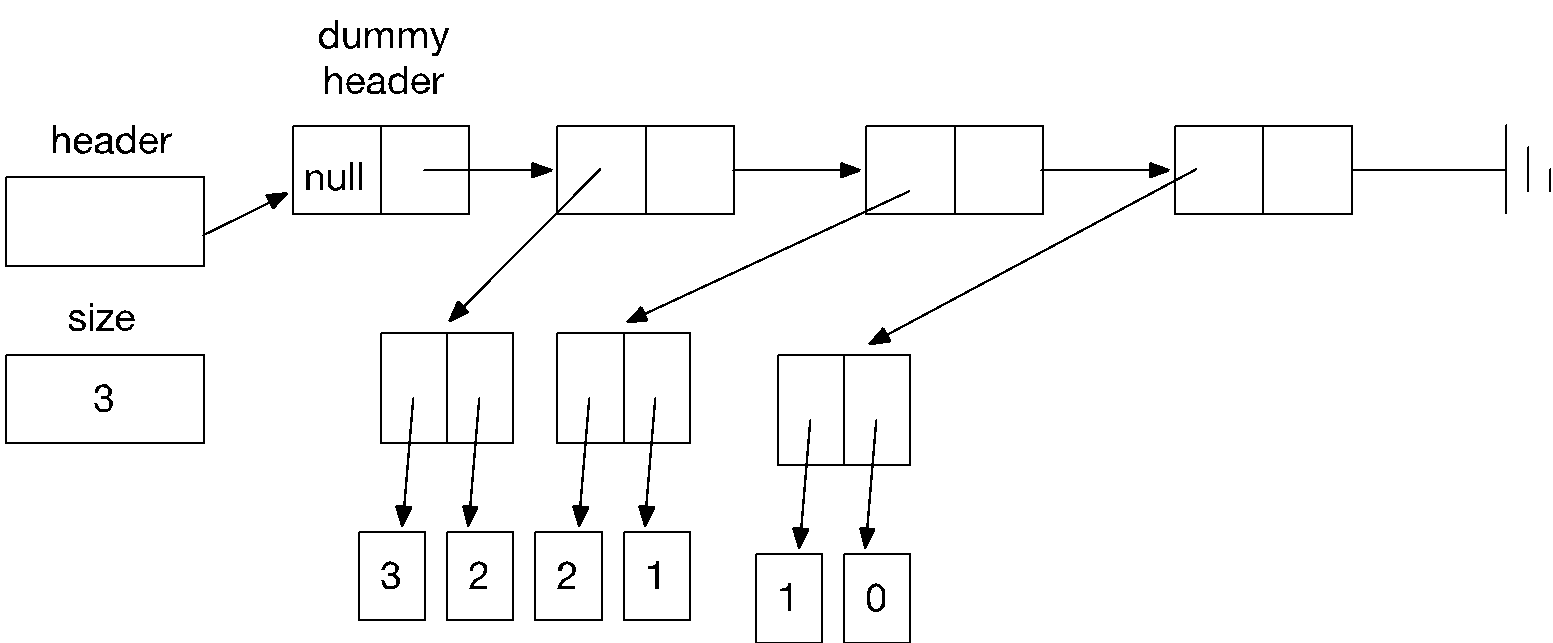 dummy
header
header
null
size
3
3 2 2 1
1 0